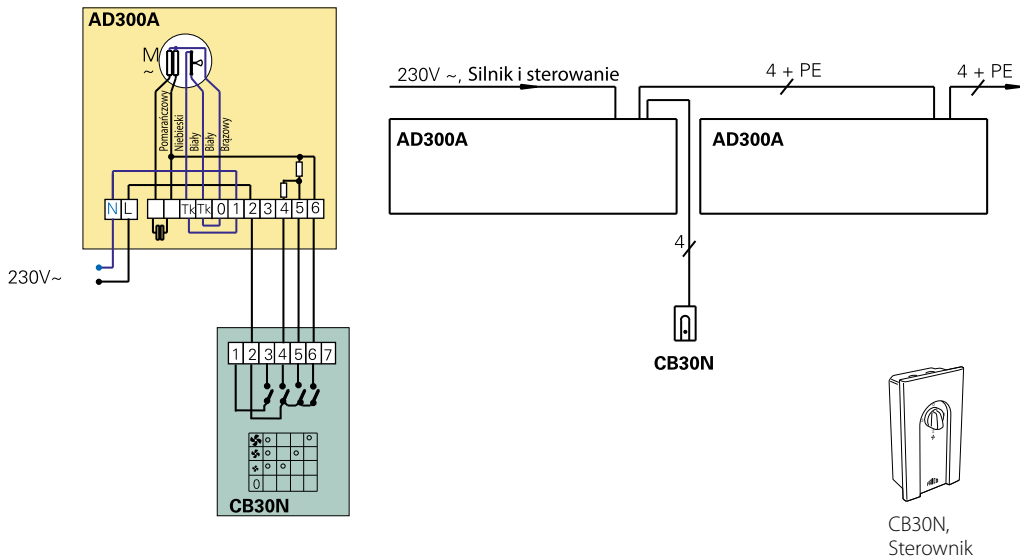 AD300A
M
~
Pomarańczowy
Niebieski
Biały
Biały
Brązowy
N L Tk Tk 0 1 2 3 4 5 6
230V~
1 2 3 4 5 6 7
0
CB30N
230V ~, Silnik i sterowanie
4 + PE
4 + PE
AD300A
AD300A
4
CB30N
CB30N,
Sterownik